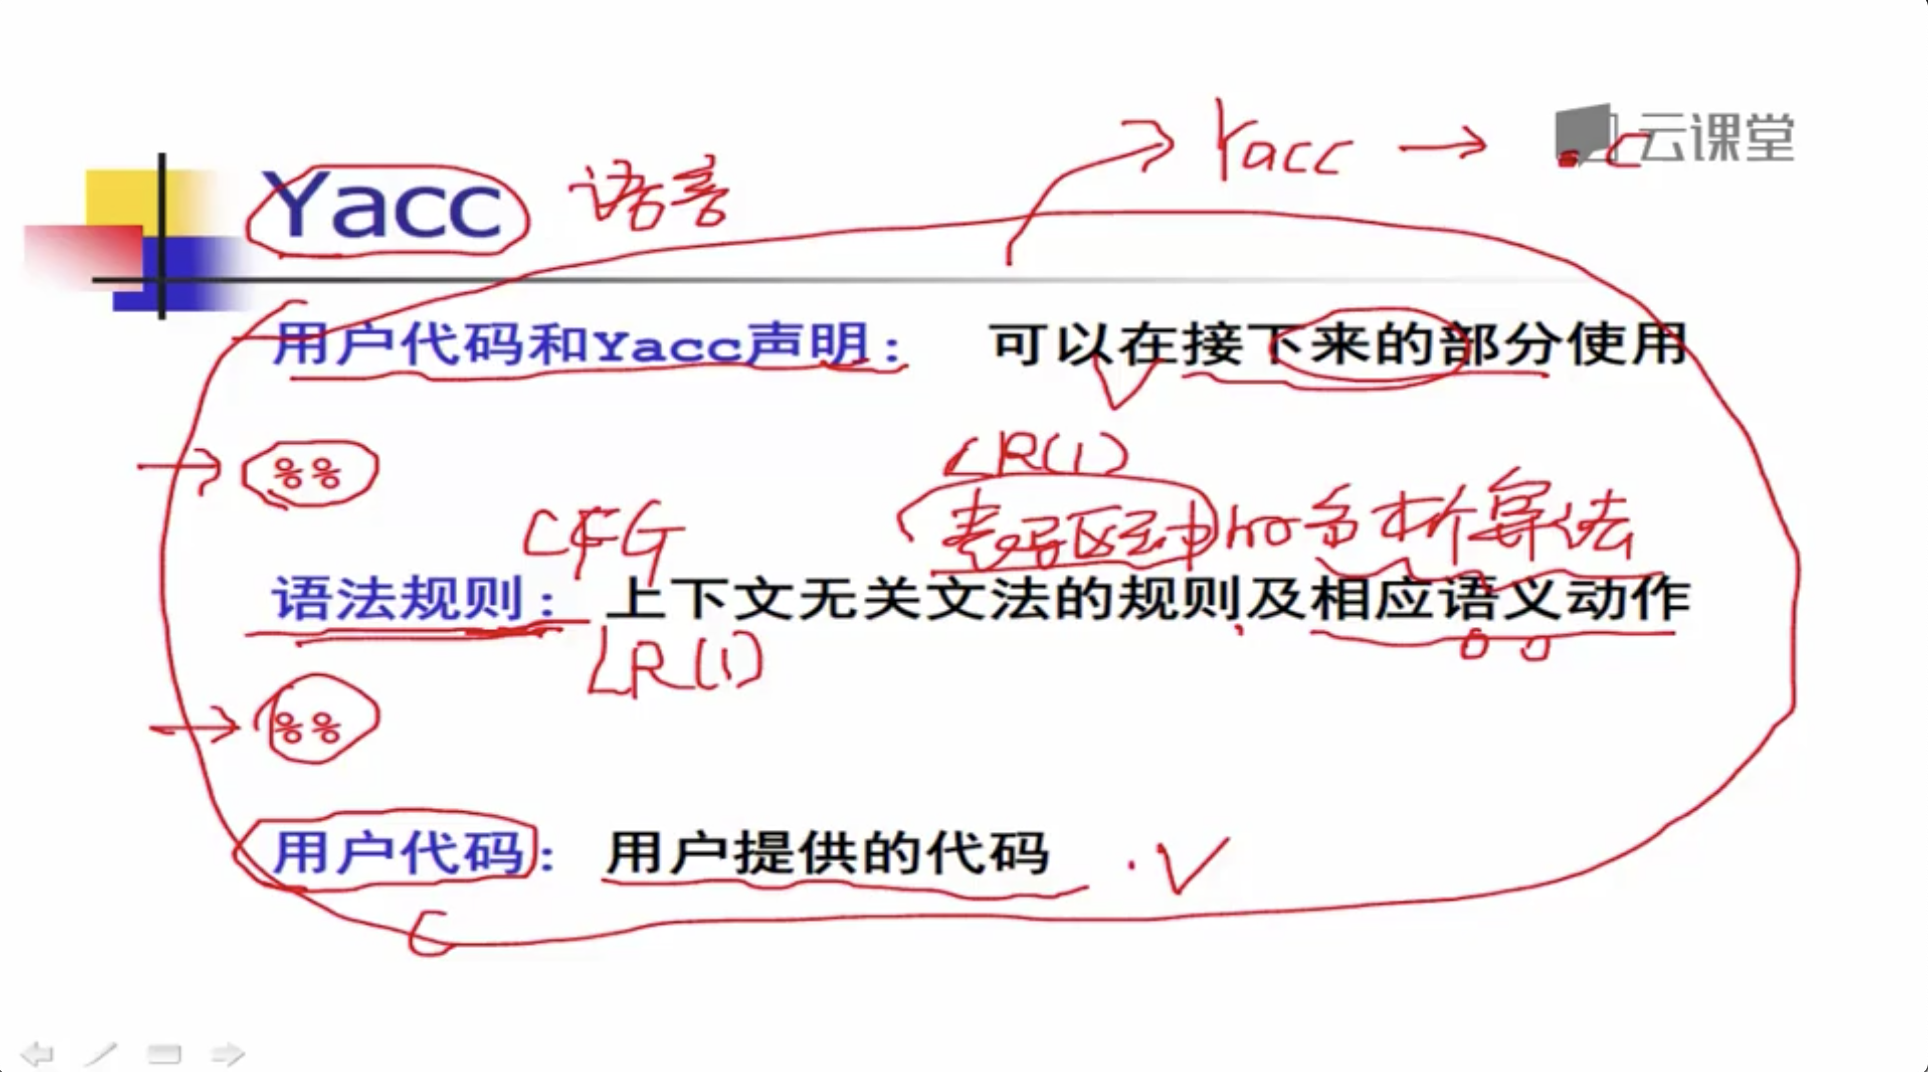 Yacc → .c 云课堂
Yacc 语言
用户代码和Yacc声明： 可以在接下来的部分使用
%%
LR(1)
CFG 表驱动的分析算法
语法规则： 上下文无关文法的规则及相应语义动作
LR(1)
%%
用户代码： 用户提供的代码
C